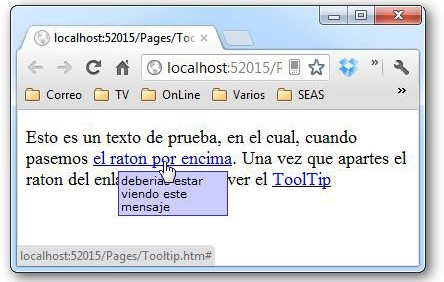 localhost:52015/Pages/Too
localhost:52015/P
Correo TV OnLine Varios SEAS
Esto es un texto de prueba, en el cual, cuando
pasemos el raton por encima. Una vez que apartes el
raton del enla ver el ToolTip
deberias estar
viendo este
mensaje
localhost:52015/Pages/Tooltip.htm#